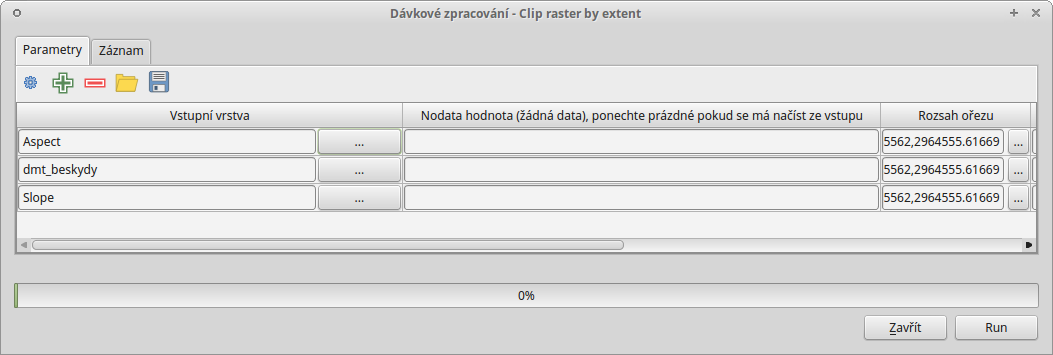 Dávkové zpracování - Clip raster by extent
Parametry
Záznam
Vstupní vrstva
Nodata hodnota (žádná data), ponechte prázdné pokud se má načíst ze vstupu
Rozsah ořezu
Aspect
...
5562,2964555.61669
...
dmt_beskydy
...
5562,2964555.61669
...
Slope
...
5562,2964555.61669
...
0%
Zavřít
Run